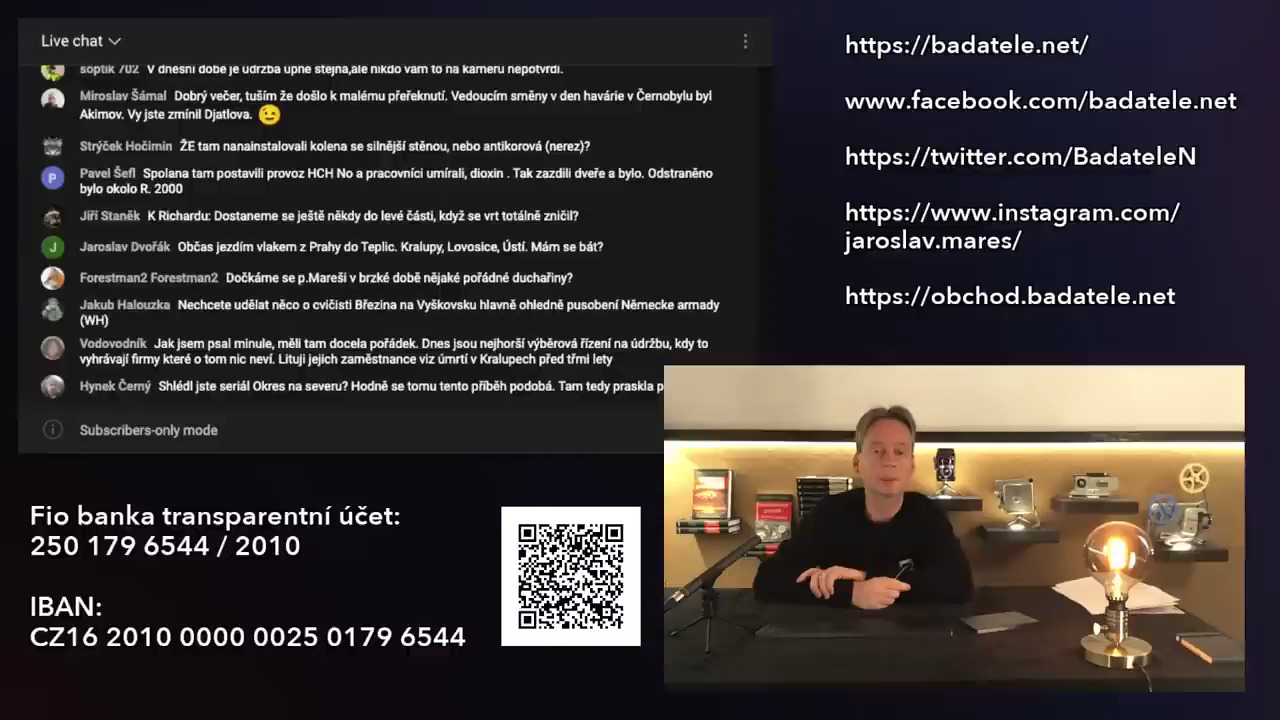 Live chat
soptik 702 V dnešní době je údržba úpně stejná,ale nikdo vám to na kameru nepotvrdí.
Miroslav Šámal Dobrý večer, tuším že došlo k malému přeřeknutí. Vedoucím směny v den havárie v Černobylu byl
Akimov. Vy jste zmínil Djatlova.
Strýček Hočimin ŽE tam nanainstalovali kolena se silnější stěnou, nebo antikorová (nerez)?
Pavel Šefl Spolana tam postavili provoz HCH No a pracovníci umírali, dioxin . Tak zazdili dveře a bylo. Odstraněno
bylo okolo R. 2000
Jiří Staněk K Richardu: Dostaneme se ještě někdy do levé části, když se vrt totálně zničil?
Jaroslav Dvořák Občas jezdím vlakem z Prahy do Teplic. Kralupy, Lovosice, Ústí. Mám se bát?
Forestman2 Forestman2 Dočkáme se p.Mareši v brzké době nějaké pořádné duchařiny?
Jakub Halouzka Nechcete udělat něco o cvičisti Březina na Vyškovsku hlavně ohledně pusobení Německe armady
(WH)
Vodovodník Jak jsem psal minule, měli tam docela pořádek. Dnes jsou nejhorší výběrová řízení na údržbu, kdy to
vyhrávají firmy které o tom nic neví. Lituji jejich zaměstnance viz úmrtí v Kralupech před třmi lety
Hynek Černý Shlédl jste seriál Okres na severu? Hodně se tomu tento příběh podobá. Tam tedy praskla
Subscribers-only mode
https://badatele.net/
www.facebook.com/badatele.net
https://twitter.com/BadateleN
https://www.instagram.com/
jaroslav.mares/
https://obchod.badatele.net
Fio banka transparentní účet:
250 179 6544 / 2010
IBAN:
CZ16 2010 0000 0025 0179 6544